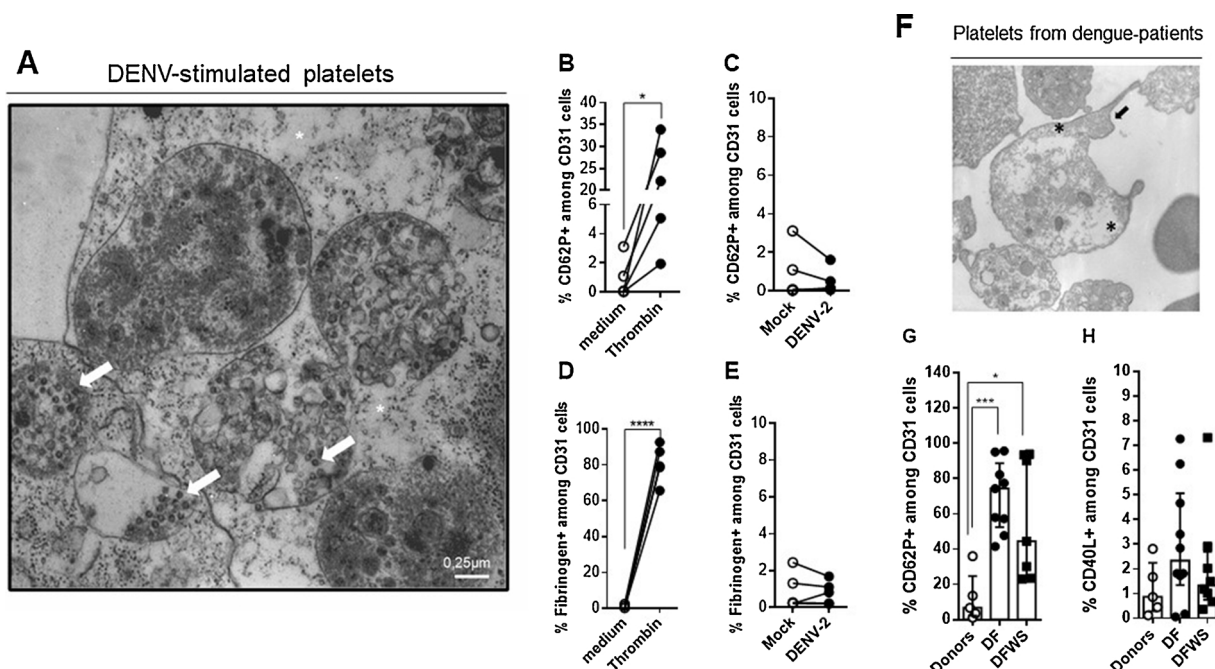 A
DENV-stimulated platelets
*
*
0,25µm
B
% CD62P+ among CD31 cells
40
35
30
25
20
6
4
2
0
*
medium
Thrombin
C
% CD62P+ among CD31 cells
10
8
6
4
2
0
Mock
DENV-2
D
% Fibrinogen+ among CD31 cells
100
80
60
40
20
0
****
medium
Thrombin
E
% Fibrinogen+ among CD31 cells
10
8
6
4
2
0
Mock
DENV-2
F
Platelets from dengue-patients
*
*
G
% CD62P+ among CD31 cells
140
120
100
80
60
40
20
0
*
***
Donors
DF
DFWS
H
% CD40L+ among CD31 cells
10
9
8
7
6
5
4
3
2
1
0
Donors
DF
DFWS